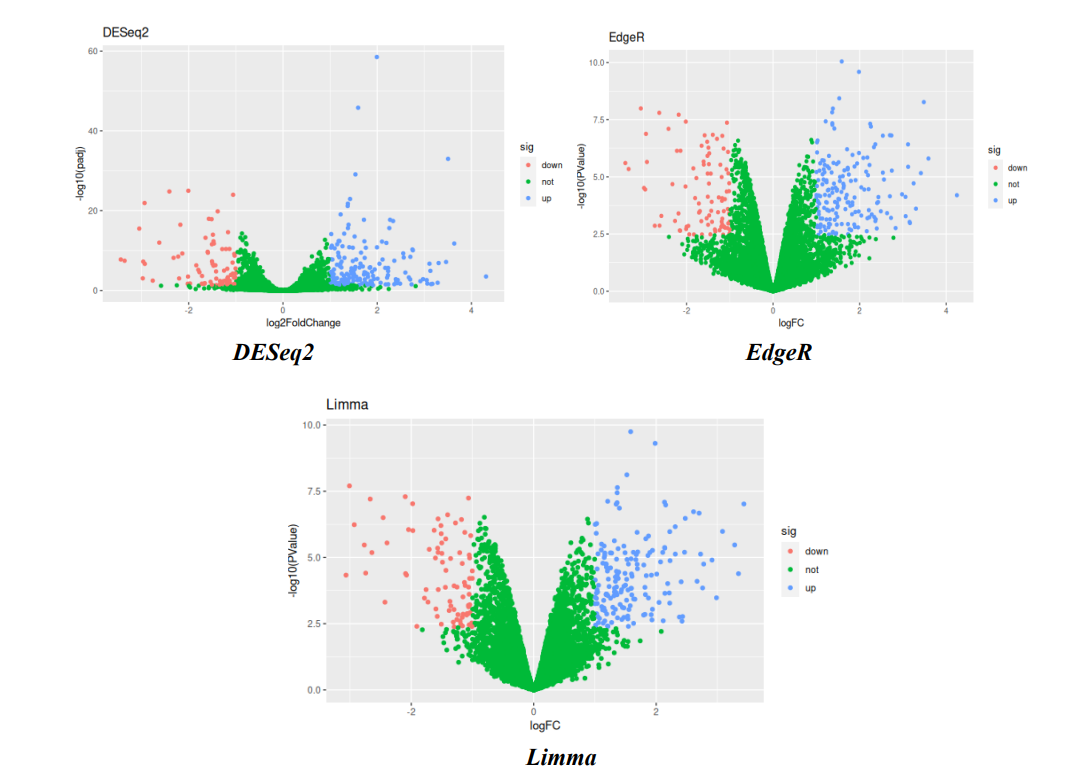 DESeq2
60
40
20
0
-log10(padj)
-2
0
2
4
log2FoldChange
sig
down
not
up
DESeq2
EdgeR
10.0
7.5
5.0
2.5
0.0
-log10(PValue)
-2
0
2
4
logFC
sig
down
not
up
EdgeR
Limma
10.0
7.5
5.0
2.5
0.0
-log10(PValue)
-2
0
2
logFC
sig
down
not
up
Limma